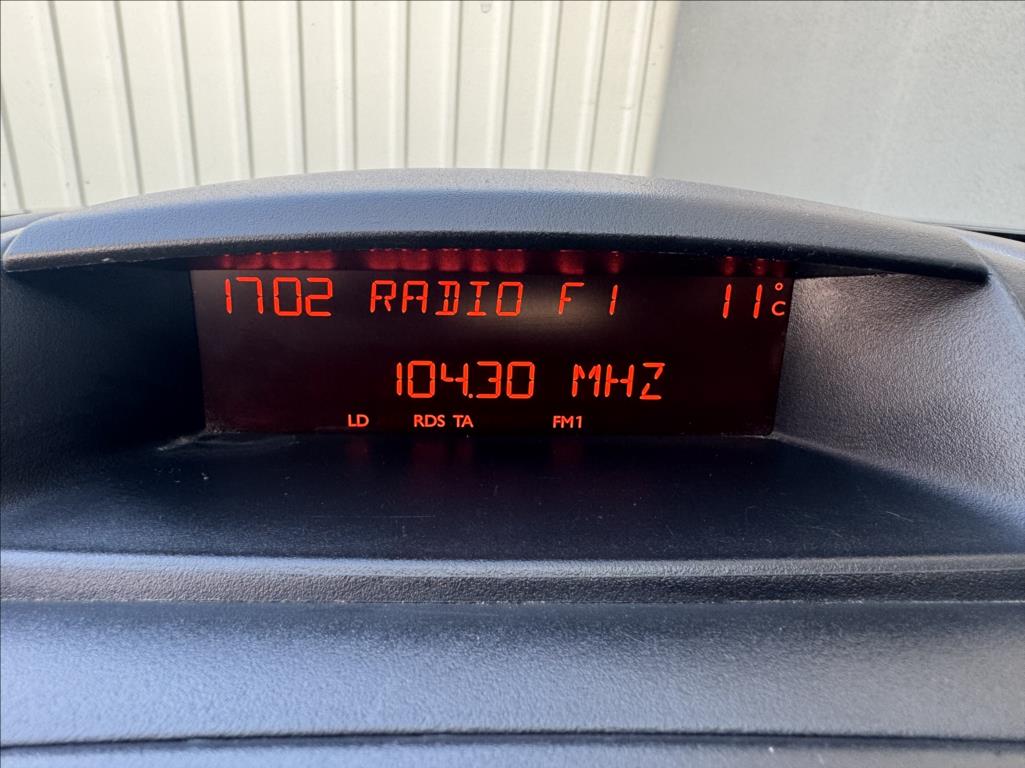 1702 RADIO F1 11°C
104.30 MHZ
LD RDS TA FM1